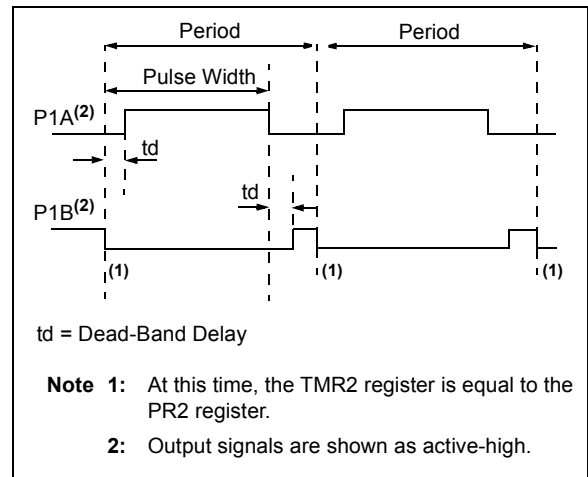 Period Period
Pulse Width
P1A(2)
td
td
P1B(2)
(1) (1) (1)
td = Dead-Band Delay
Note 1: At this time, the TMR2 register is equal to the
PR2 register.
2: Output signals are shown as active-high.